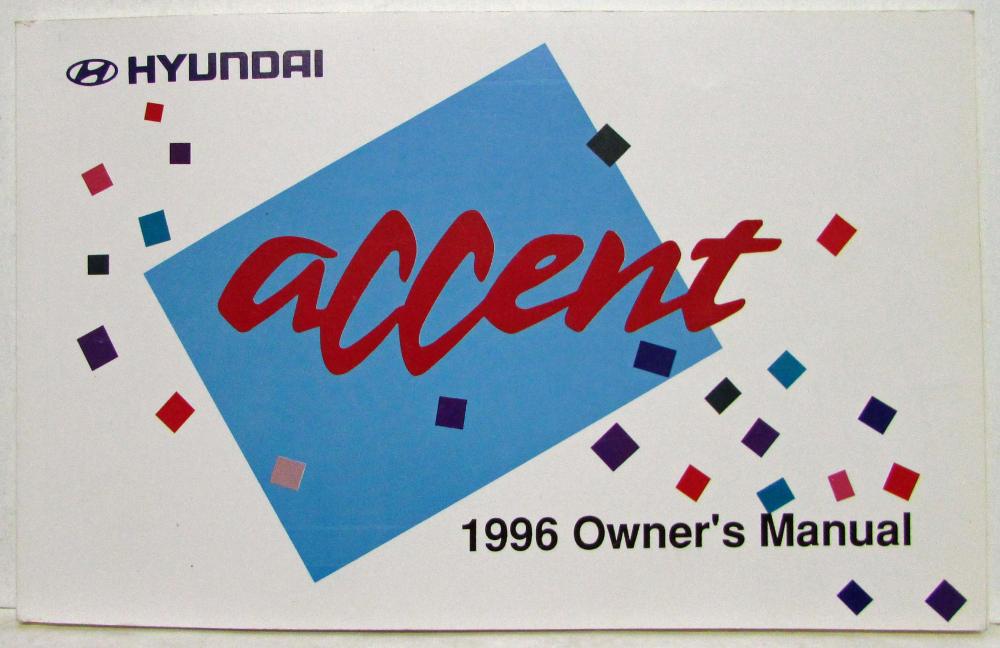 HYUNDAI
accent
1996 Owner's Manual